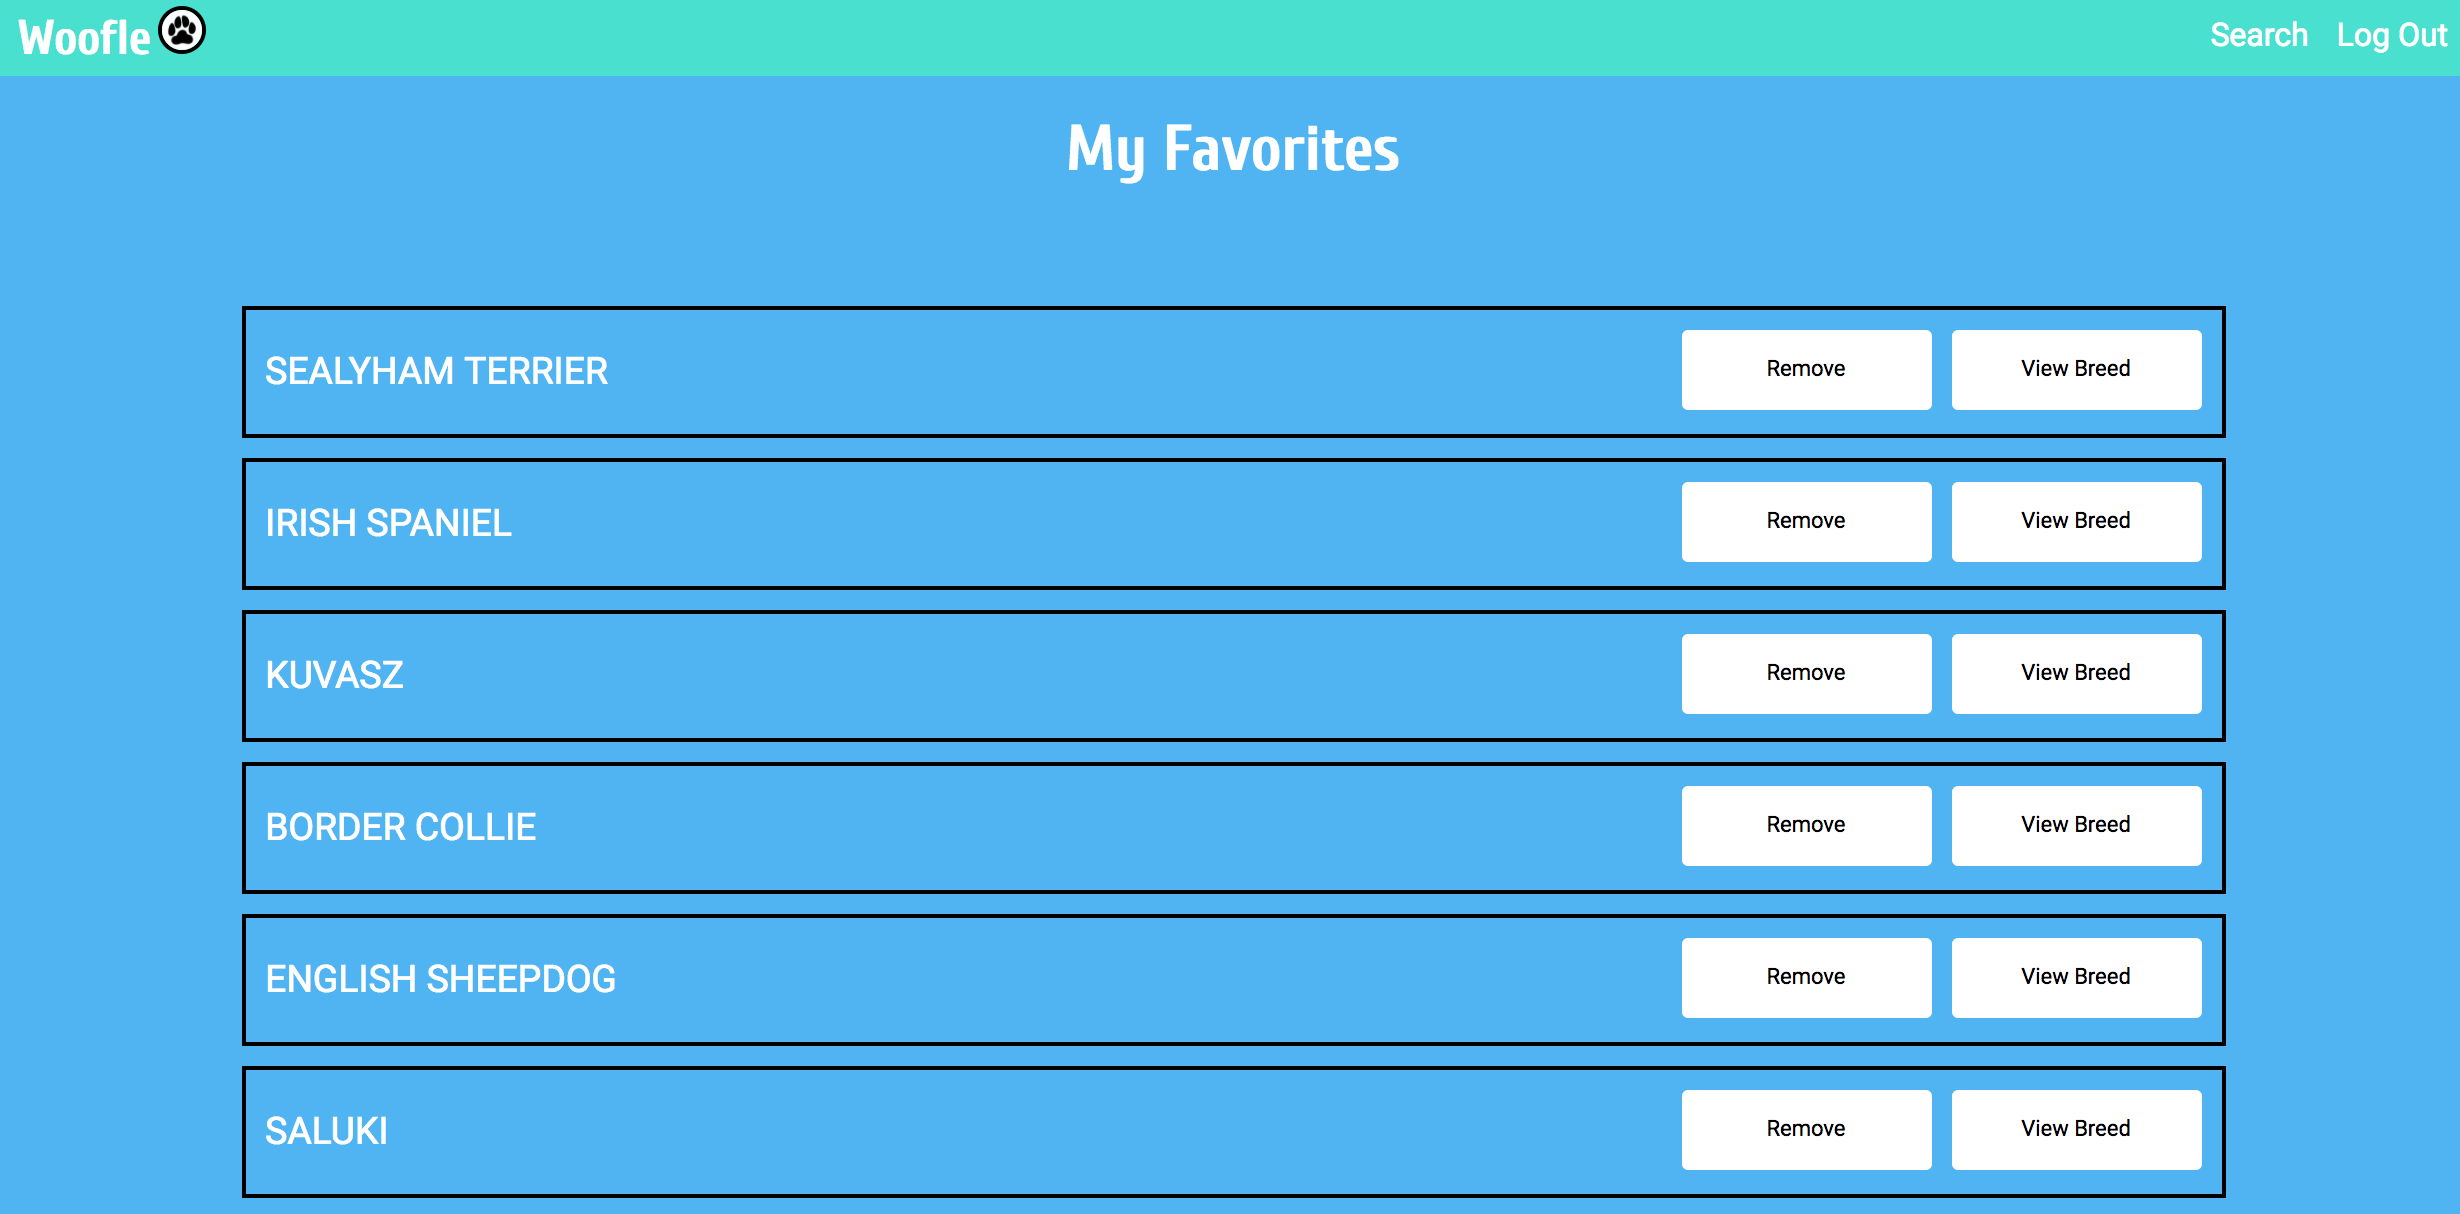 Woofle
Search Log Out
My Favorites
SEALYHAM TERRIER Remove View Breed
IRISH SPANIEL Remove View Breed
KUVASZ Remove View Breed
BORDER COLLIE Remove View Breed
ENGLISH SHEEPDOG Remove View Breed
SALUKI Remove View Breed